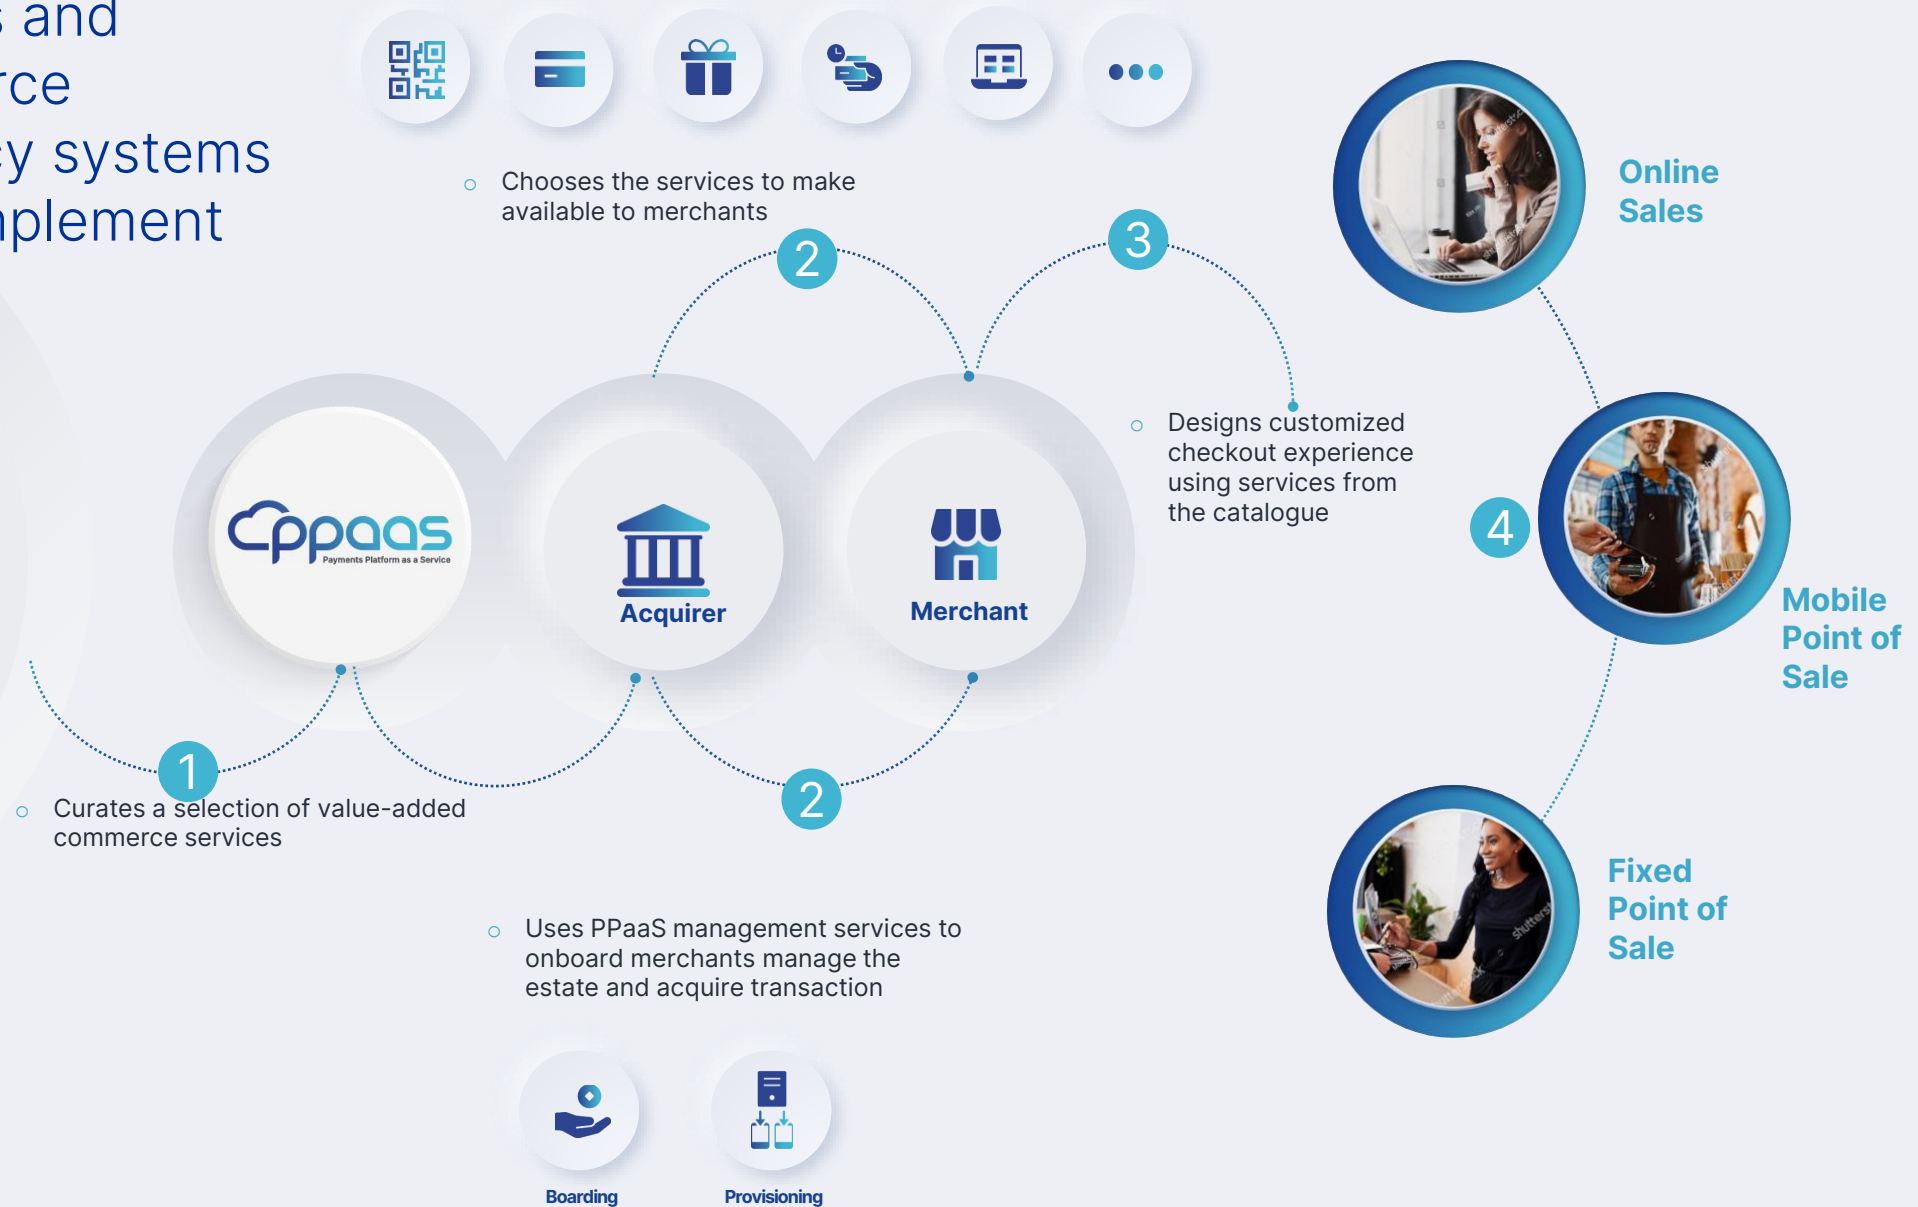 and
systems
Chooses the services to make
available to merchants
2
3
Online
Sales
Designs customized
checkout experience
using services from
the catalogue
4
ppaas
Payments Platform as a Service
Acquirer
Merchant
Mobile
Point of
Sale
1
Curates a selection of value-added
commerce services
2
Fixed
Point of
Sale
Uses PPaaS management services to
onboard merchants manage the
estate and acquire transaction
Boarding
Provisioning